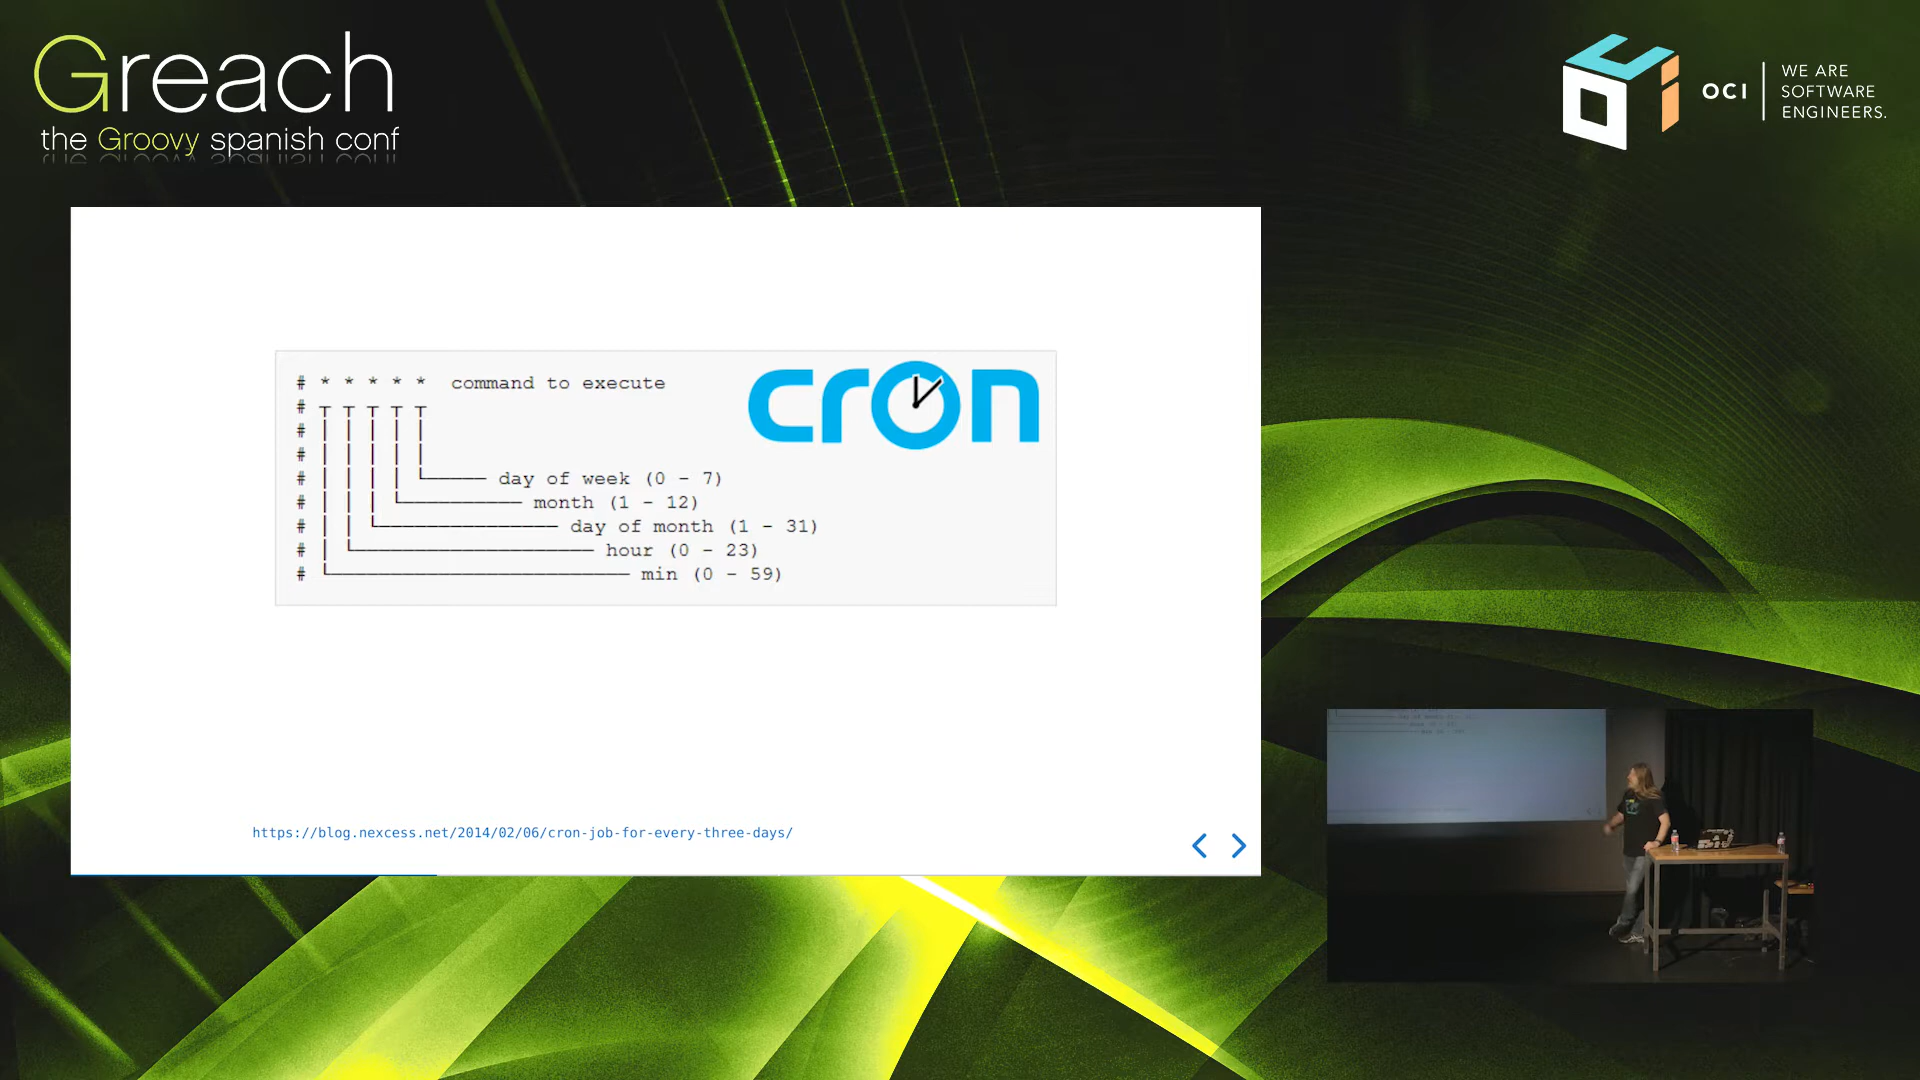 Greach
the Groovy spanish conf
OCI
WE ARE
SOFTWARE
ENGINEERS.
# * * * * * command to execute
# ┬ ┬ ┬ ┬ ┬
# │ │ │ │ │
# │ │ │ │ │
# │ │ │ │ └───── day of week (0 - 7)
# │ │ │ └────────── month (1 - 12)
# │ │ └─────────────── day of month (1 - 31)
# │ └──────────────────── hour (0 - 23)
# └───────────────────────── min (0 - 59)
cron
https://blog.nexcess.net/2014/02/06/cron-job-for-every-three-days/